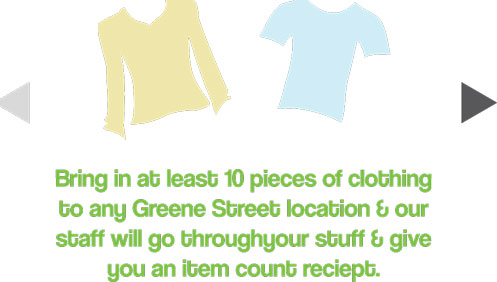 Bring in at least 10 pieces of clothing
to any Greene Street location & our
staff will go throughyour stuff & give
you an item count reciept.